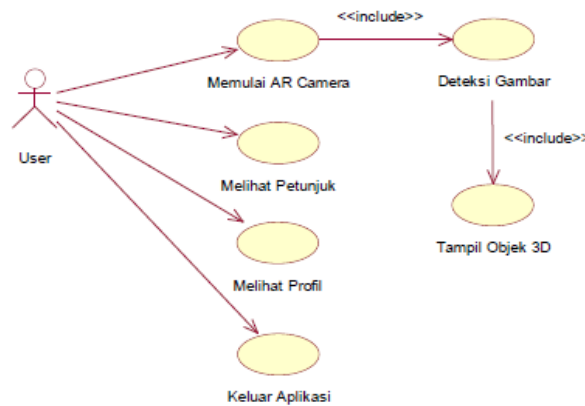 <<include>>
Memulai AR Camera
Deteksi Gambar
<<include>>
User
Melihat Petunjuk
Tampil Objek 3D
Melihat Profil
Keluar Aplikasi